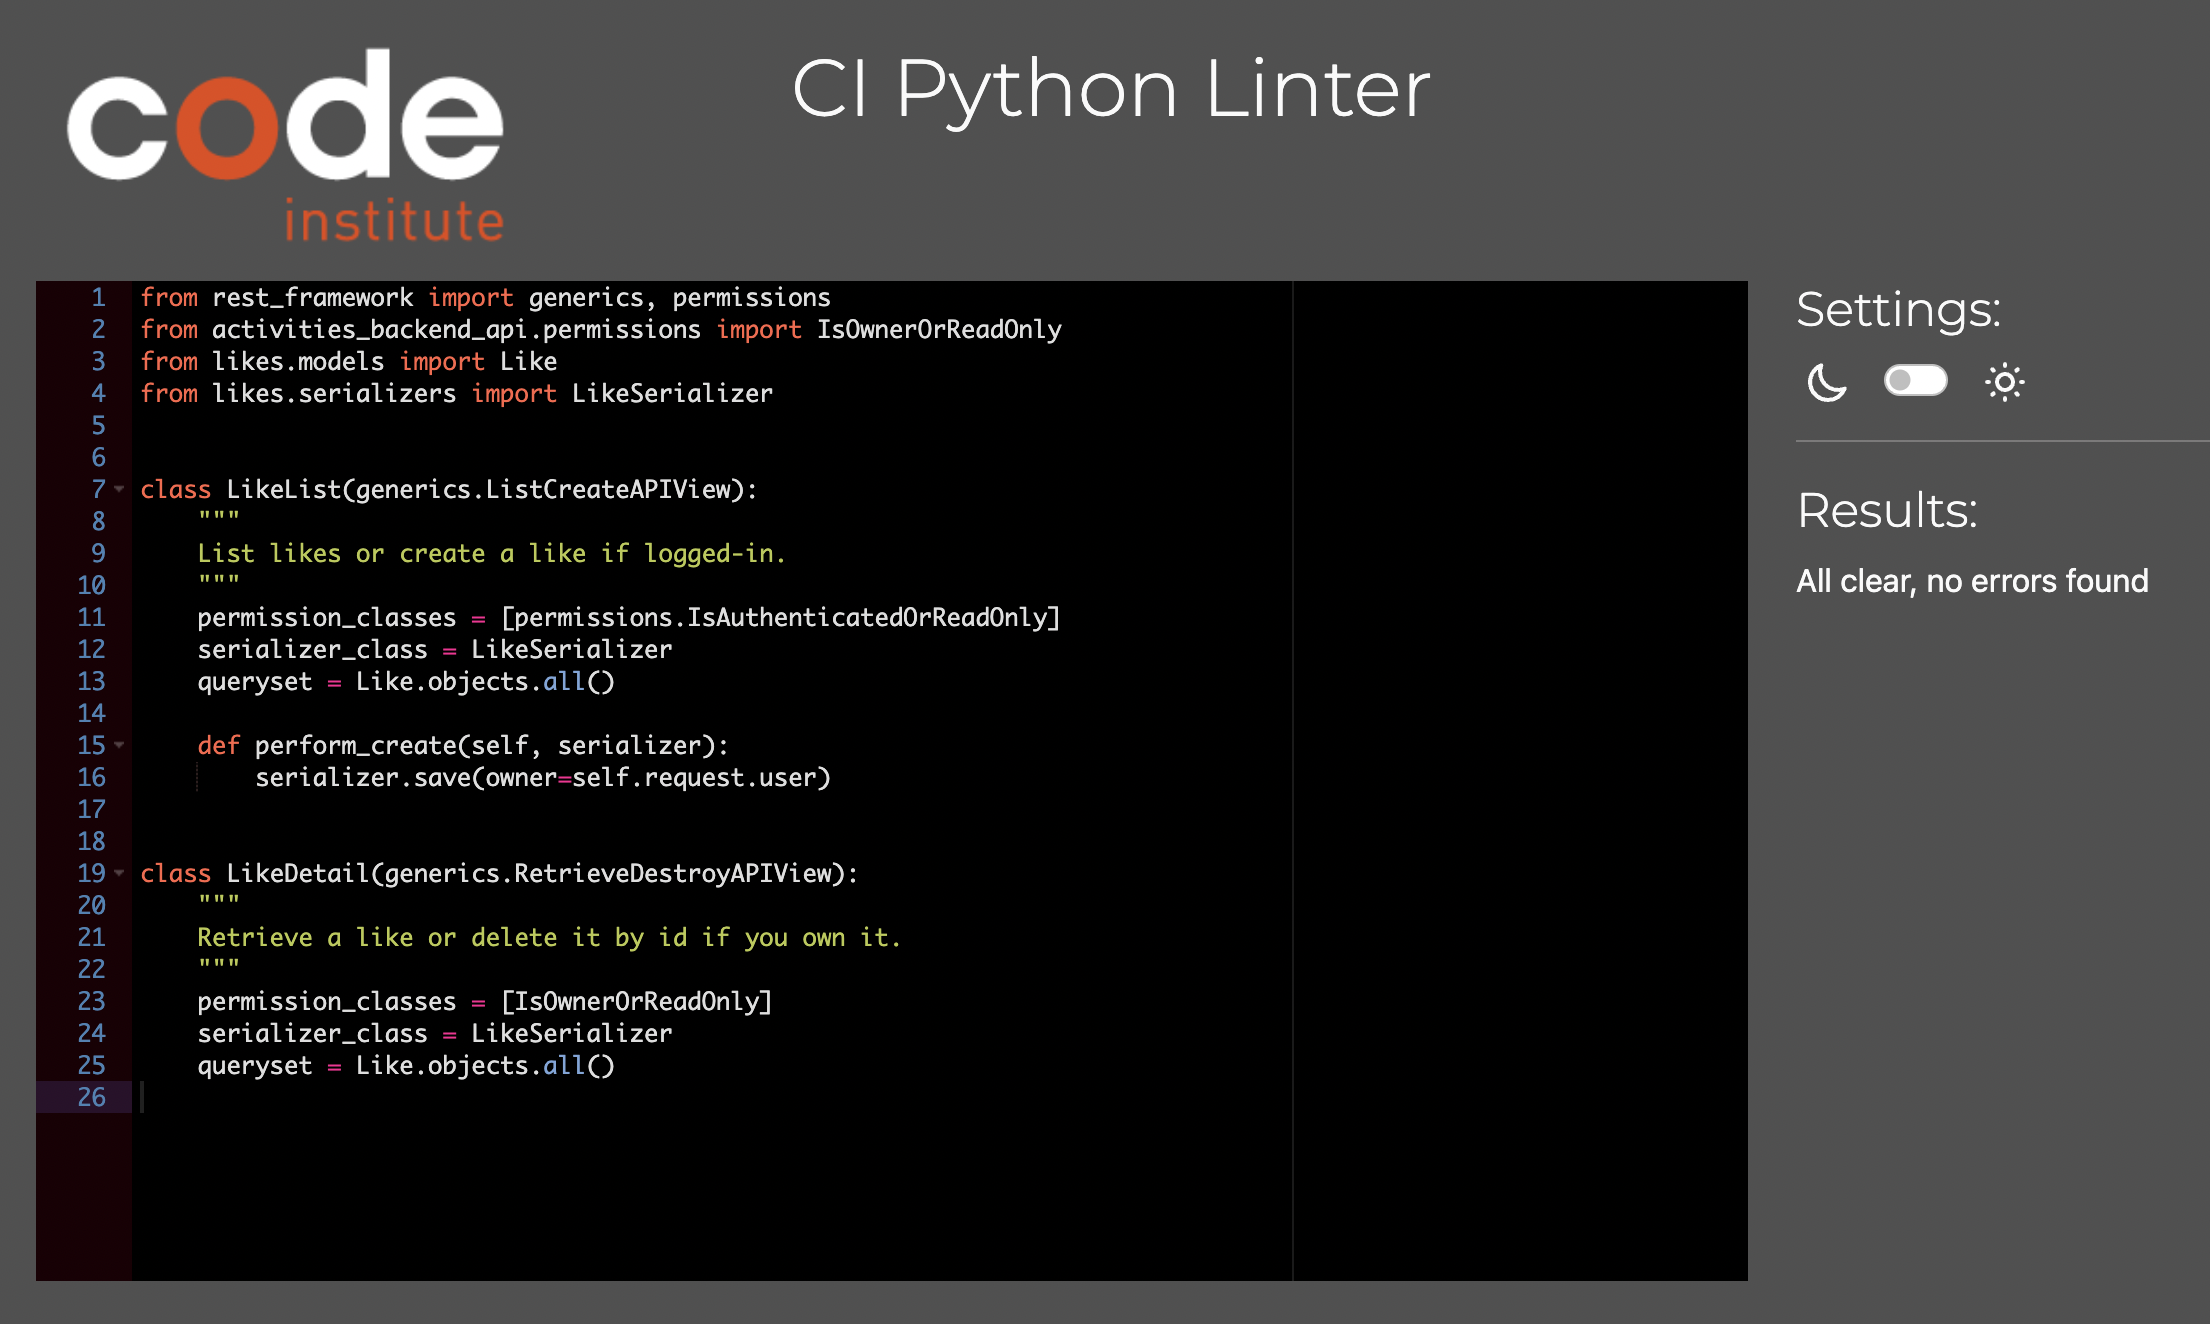 code
institute
CI Python Linter
1 from rest_framework import generics, permissions
2 from activities_backend_api.permissions import IsOwnerOrReadOnly
3 from likes.models import Like
4 from likes.serializers import LikeSerializer
5
6
7 class LikeList(generics.ListCreateAPIView):
8     """
9     List likes or create a like if logged-in.
10     """
11     permission_classes = [permissions.IsAuthenticatedOrReadOnly]
12     serializer_class = LikeSerializer
13     queryset = Like.objects.all()
14
15     def perform_create(self, serializer):
16         serializer.save(owner=self.request.user)
17
18
19 class LikeDetail(generics.RetrieveDestroyAPIView):
20     """
21     Retrieve a like or delete it by id if you own it.
22     """
23     permission_classes = [IsOwnerOrReadOnly]
24     serializer_class = LikeSerializer
25     queryset = Like.objects.all()
26
Settings:
Results:
All clear, no errors found